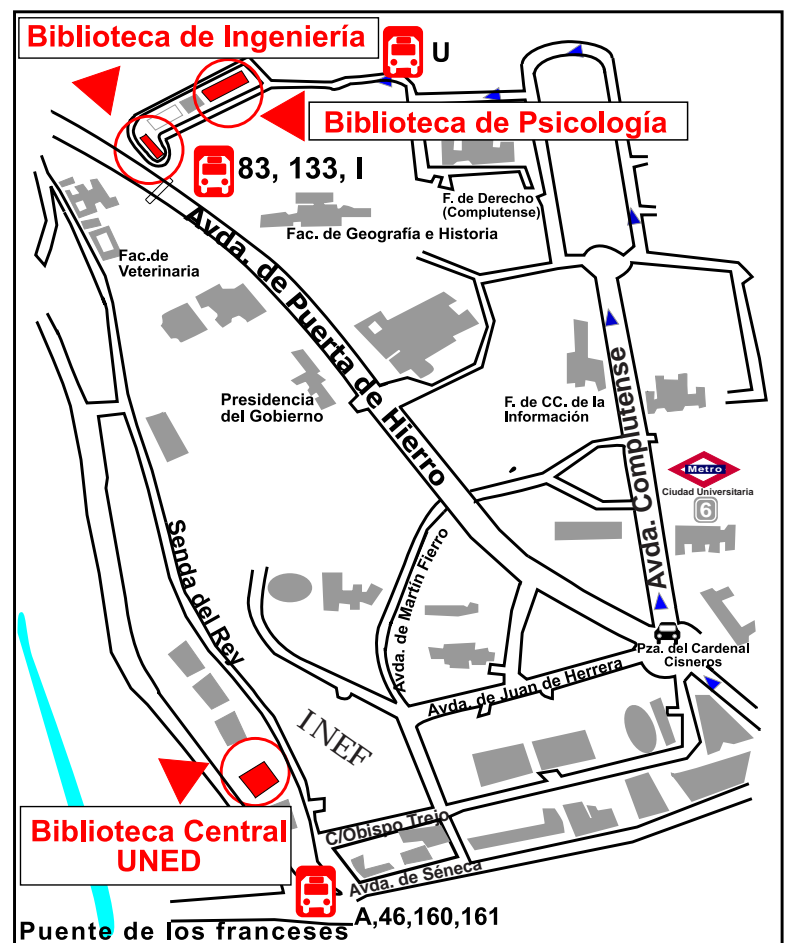 Biblioteca de Ingeniería
U
Biblioteca de Psicología
83, 133, I
F. de Derecho
(Complutense)
Fac. de Geografía e Historia
Fac.de
Veterinaria
Avda. de Puerta de Hierro
Presidencia
del Gobierno
F. de CC. de la
Información
Avda. Complutense
Metro
Ciudad Universitaria
6
Senda del Rey
Avda. de Martín Fierro
Pza. del Cardenal
Cisneros
Avda. de Juan de Herrera
INEF
Biblioteca Central
UNED
C/Obispo Trejo
Avda. de Séneca
A,46,160,161
Puente de los franceses